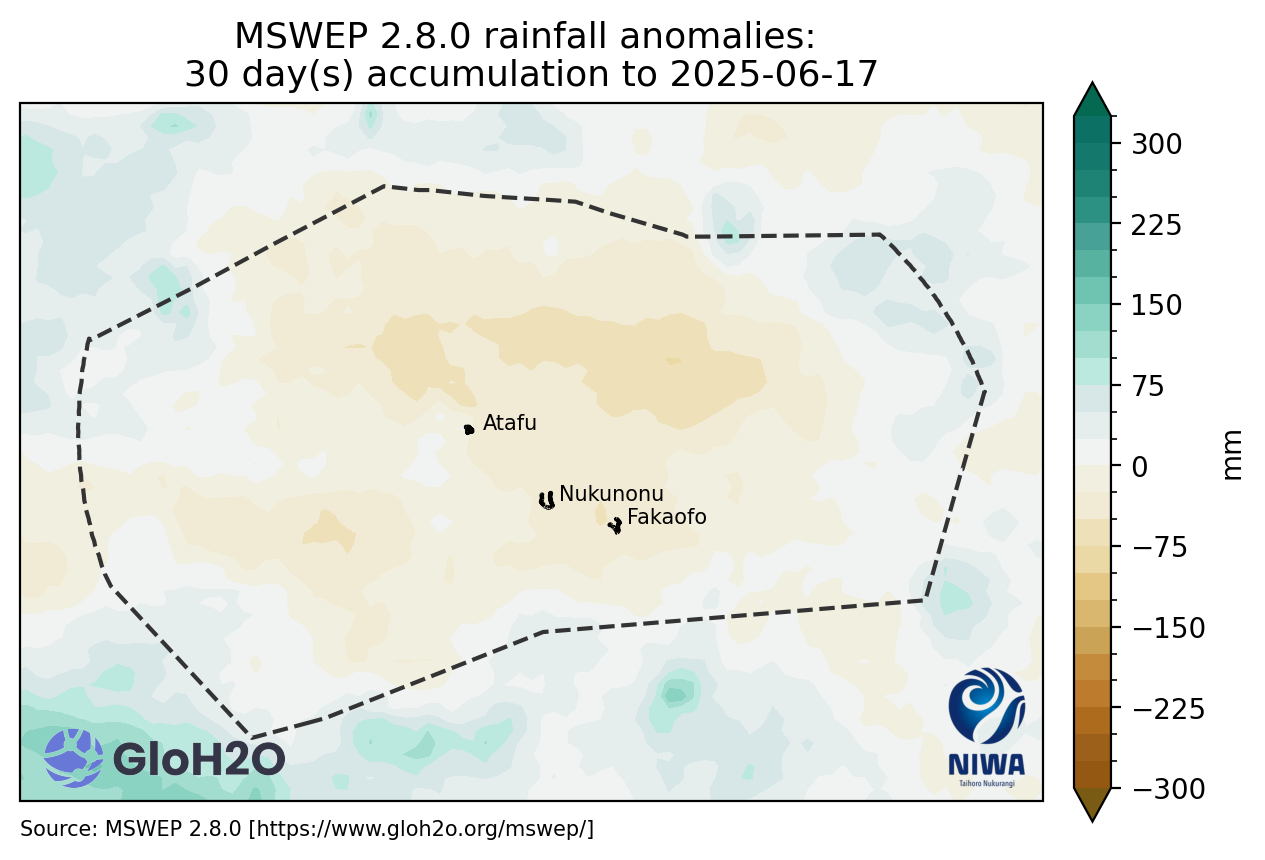 MSWEP 2.8.0 rainfall anomalies:
30 day(s) accumulation to 2025-06-17
300
225
150
75
0
−75
−150
−225
−300
mm
Atafu
Nukunonu
Fakaofo
GloH2O
NIWA
Taihoro Nukurangi
Source: MSWEP 2.8.0 [https://www.gloh2o.org/mswep/]